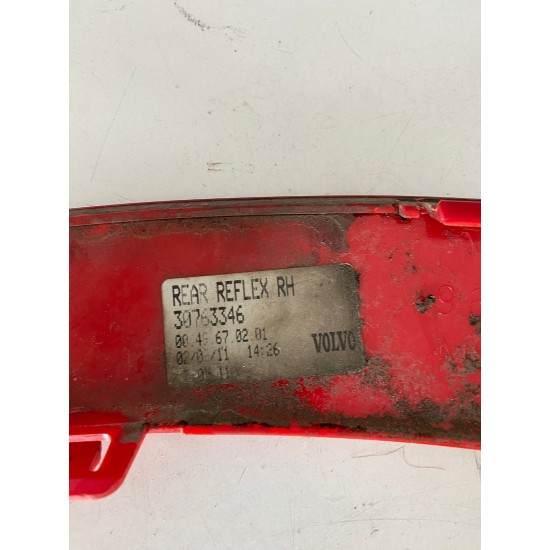 REAR REFLEX RH
30763346
67.02.01 VOLVO
14:26